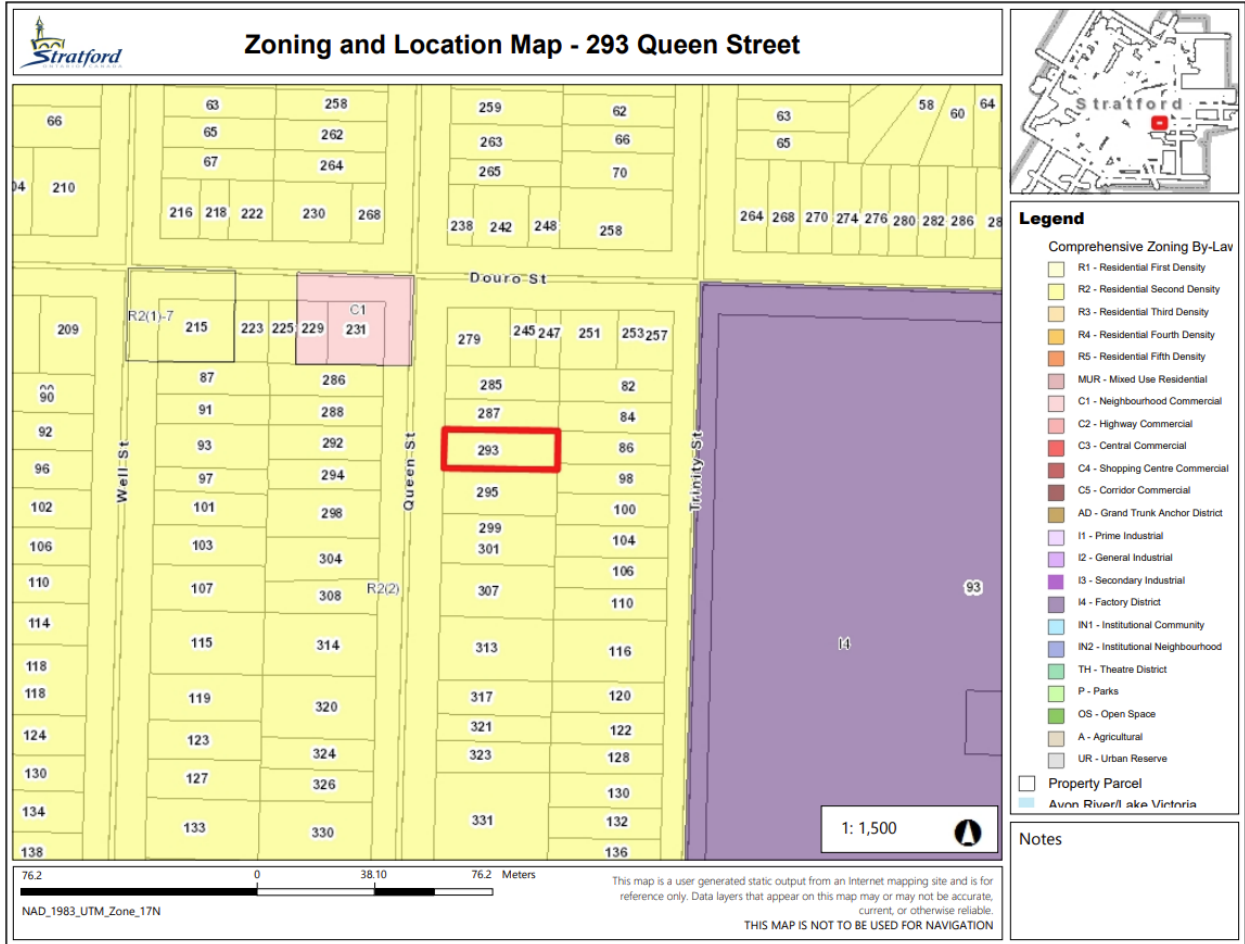 Stratford
ONTARIO CANADA
Zoning and Location Map - 293 Queen Street
Stratford
63 258 259 62 63 58 60 64
66
65 262 263 66 65
67 264 265 70
210
216 218 222 230 268
238 242 248 258
264 268 270 274 276 280 282 286 28
Douro St
R2(1)-7
C1
209 215 223 225 229 231
279 245 247 251 253 257
87 286 285 82
90
91 288 287 84
92
93 292 293 86
96
97 294 98
295
102
101 298 100
299
106
103 301 104
304
106
110
107 308 R2(2) 307 110
93
114
115 314 313 116
I4
118
118
119 320 317 120
321 122
124
123 324 323 128
130
127 326 130
134
133 330 331 132
138 136
Well St
Queen St
Trinity St
1: 1,500
Legend
Comprehensive Zoning By-Law
R1 - Residential First Density
R2 - Residential Second Density
R3 - Residential Third Density
R4 - Residential Fourth Density
R5 - Residential Fifth Density
MUR - Mixed Use Residential
C1 - Neighbourhood Commercial
C2 - Highway Commercial
C3 - Central Commercial
C4 - Shopping Centre Commercial
C5 - Corridor Commercial
AD - Grand Trunk Anchor District
I1 - Prime Industrial
I2 - General Industrial
I3 - Secondary Industrial
I4 - Factory District
IN1 - Institutional Community
IN2 - Institutional Neighbourhood
TH - Theatre District
P - Parks
OS - Open Space
A - Agricultural
UR - Urban Reserve
Property Parcel
Avon River/Lake Victoria
Notes
76.2 0 38.10 76.2 Meters
NAD_1983_UTM_Zone_17N
This map is a user generated static output from an Internet mapping site and is for
reference only. Data layers that appear on this map may or may not be accurate,
current, or otherwise reliable.
THIS MAP IS NOT TO BE USED FOR NAVIGATION